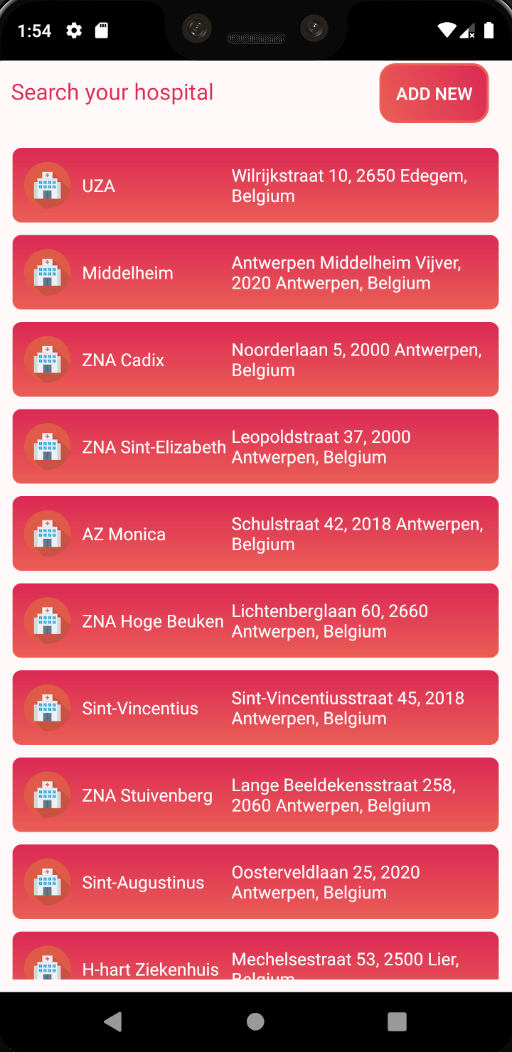 1:54
Search your hospital
ADD NEW
UZA
Wilrijkstraat 10, 2650 Edegem,
Belgium
Middelheim
Antwerpen Middelheim Vijver,
2020 Antwerpen, Belgium
ZNA Cadix
Noorderlaan 5, 2000 Antwerpen,
Belgium
ZNA Sint-Elizabeth
Leopoldstraat 37, 2000
Antwerpen, Belgium
AZ Monica
Schulstraat 42, 2018 Antwerpen,
Belgium
ZNA Hoge Beuken
Lichtenberglaan 60, 2660
Antwerpen, Belgium
Sint-Vincentius
Sint-Vincentiusstraat 45, 2018
Antwerpen, Belgium
ZNA Stuivenberg
Lange Beeldekensstraat 258,
2060 Antwerpen, Belgium
Sint-Augustinus
Oosterveldlaan 25, 2020
Antwerpen, Belgium
H-hart Ziekenhuis
Mechelsestraat 53, 2500 Lier,
Belgium